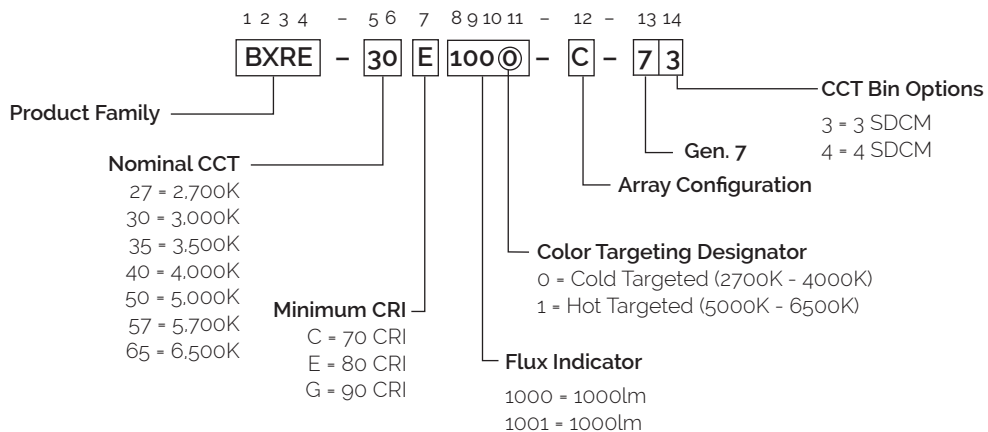 1 2 3 4 - 5 6 7 8 9 10 11 - 12 - 13 14
BXRE - 30 E 100 0 - C - 7 3
CCT Bin Options
3 = 3 SDCM
4 = 4 SDCM
Product Family
Gen. 7
Nominal CCT
27 = 2,700K
30 = 3,000K
35 = 3,500K
40 = 4,000K
50 = 5,000K
57 = 5,700K
65 = 6,500K
Array Configuration
Color Targeting Designator
0 = Cold Targeted (2700K - 4000K)
1 = Hot Targeted (5000K - 6500K)
Minimum CRI
C = 70 CRI
E = 80 CRI
G = 90 CRI
Flux Indicator
1000 = 1000lm
1001 = 1000lm